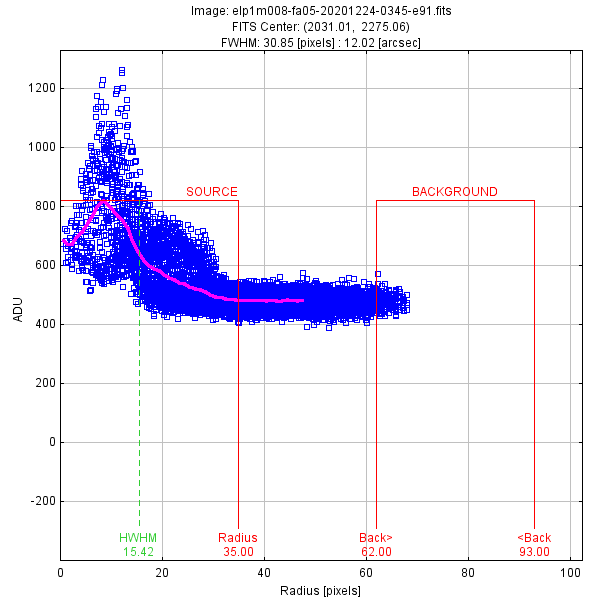 Image: elp1m008-fa05-20201224-0345-e91.fits
FITS Center: (2031.01, 2275.06)
FWHM: 30.85 [pixels] : 12.02 [arcsec]
1200
1000
800
600
400
200
0
-200
ADU
SOURCE
BACKGROUND
HWHM
15.42
Radius
35.00
Back>
62.00
<Back
93.00
0
20
40
60
80
100
Radius [pixels]